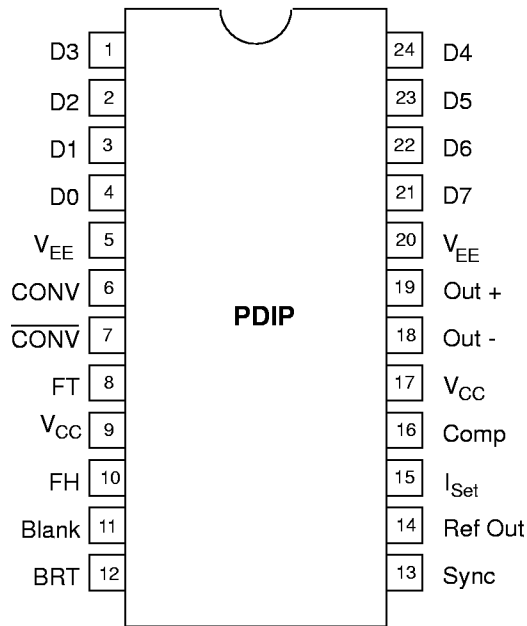 D3 1 24 D4
D2 2 23 D5
D1 3 22 D6
D0 4 21 D7
VEE 5 20 VEE
CONV 6 19 Out +
PDIP
CONV 7 18 Out -
FT 8 17 VCC
VCC 9 16 Comp
FH 10 15 ISet
Blank 11 14 Ref Out
BRT 12 13 Sync